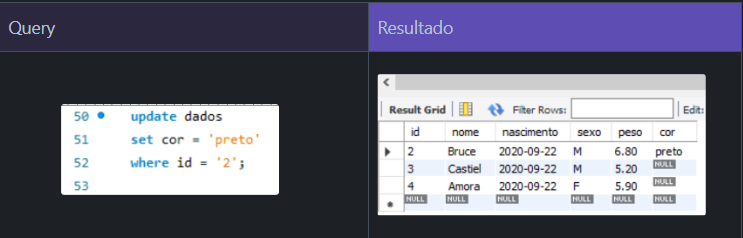 Query
Resultado
50 update dados
51 set cor = 'preto'
52 where id = '2';
53
Result Grid Filter Rows: Edit:
id nome nascimento sexo peso cor
2 Bruce 2020-09-22 M 6.80 preto
3 Castiel 2020-09-22 M 5.20 NULL
4 Amora 2020-09-22 F 5.90 NULL
NULL NULL NULL NULL NULL NULL